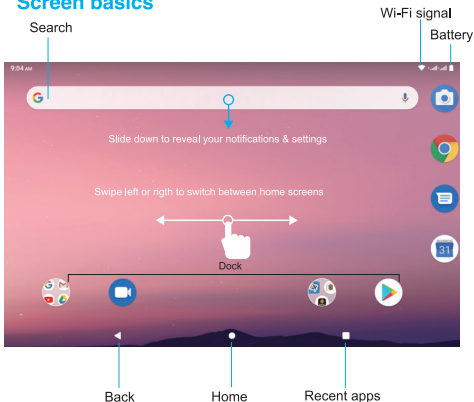 Screen basics
Wi-Fi signal
Search
Battery
9:04 AM
G
Slide down to reveal your notifications & settings
Swipe left or rigth to switch between home screens
31
Dock
Back
Home
Recent apps